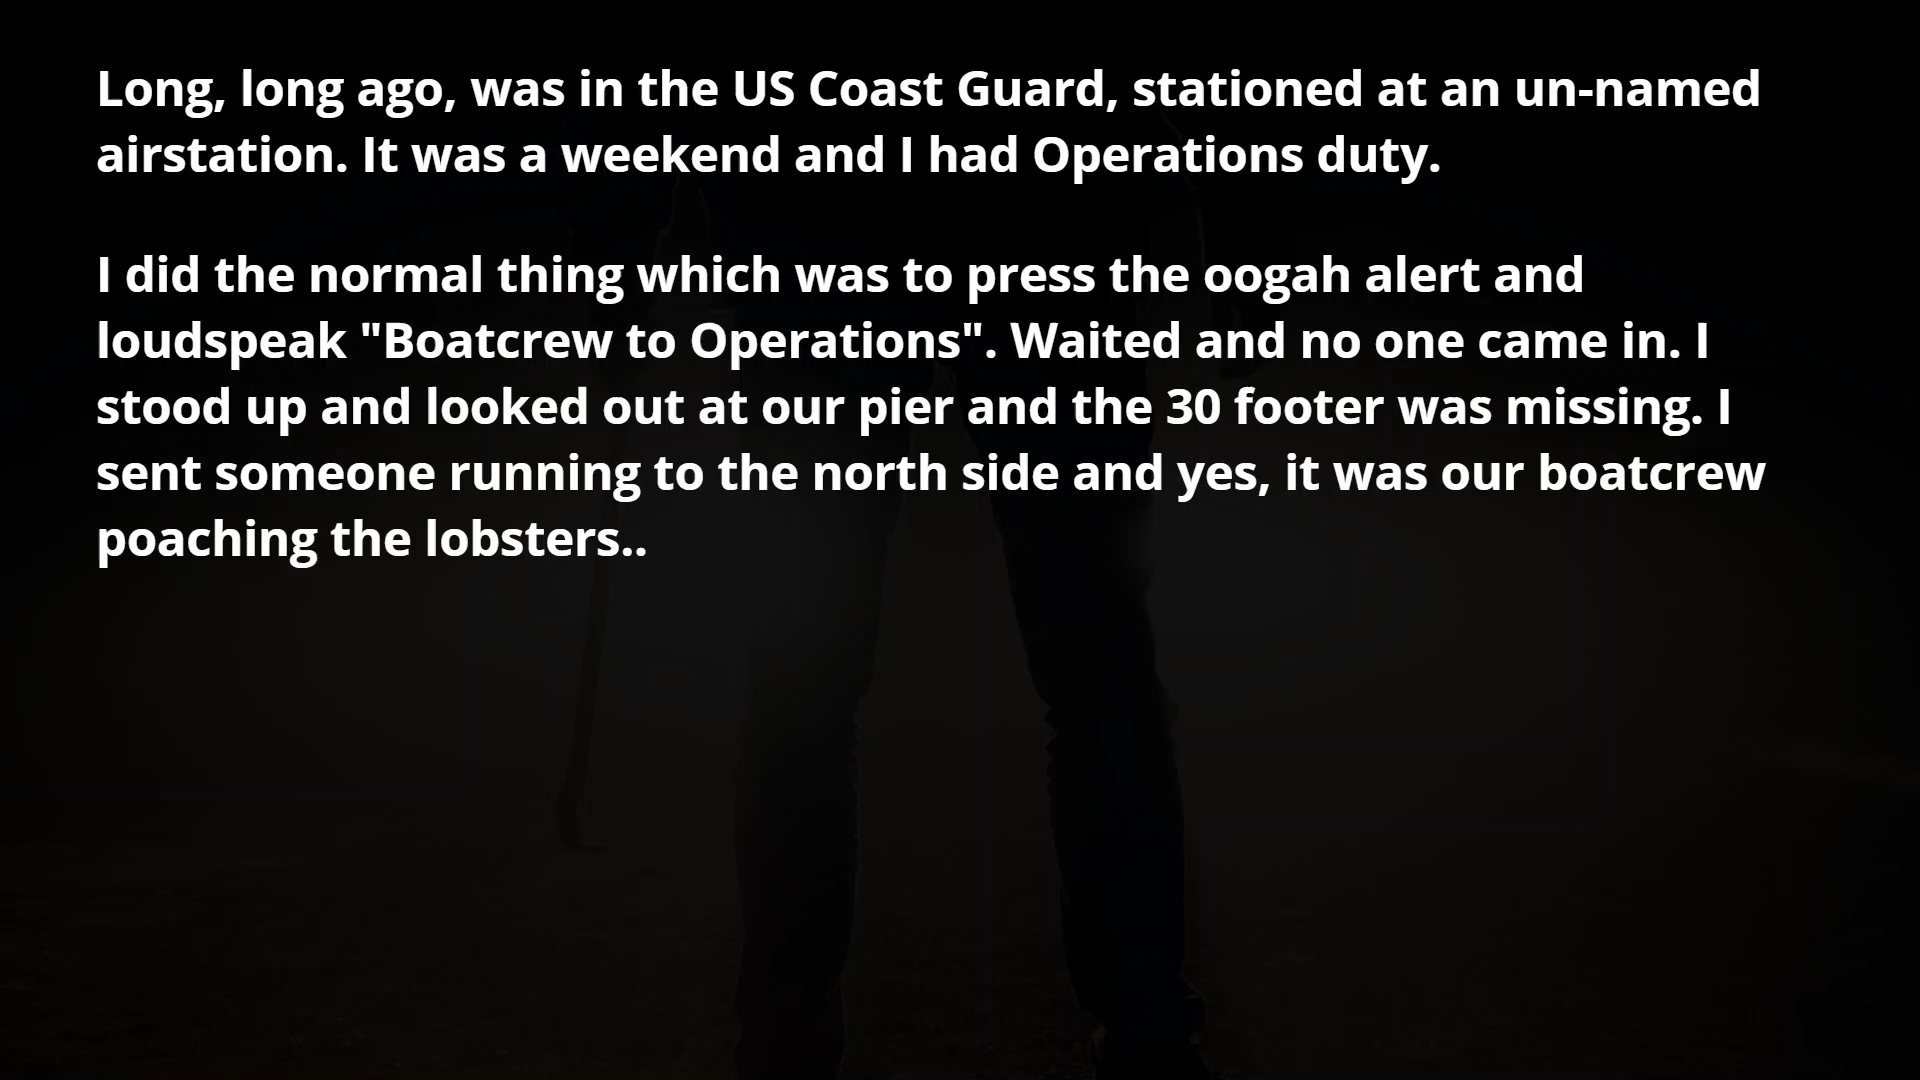 Long, long ago, was in the US Coast Guard, stationed at an un-named
airstation. It was a weekend and I had Operations duty.
I did the normal thing which was to press the oogah alert and
loudspeak "Boatcrew to Operations". Waited and no one came in. I
stood up and looked out at our pier and the 30 footer was missing. I
sent someone running to the north side and yes, it was our boatcrew
poaching the lobsters..